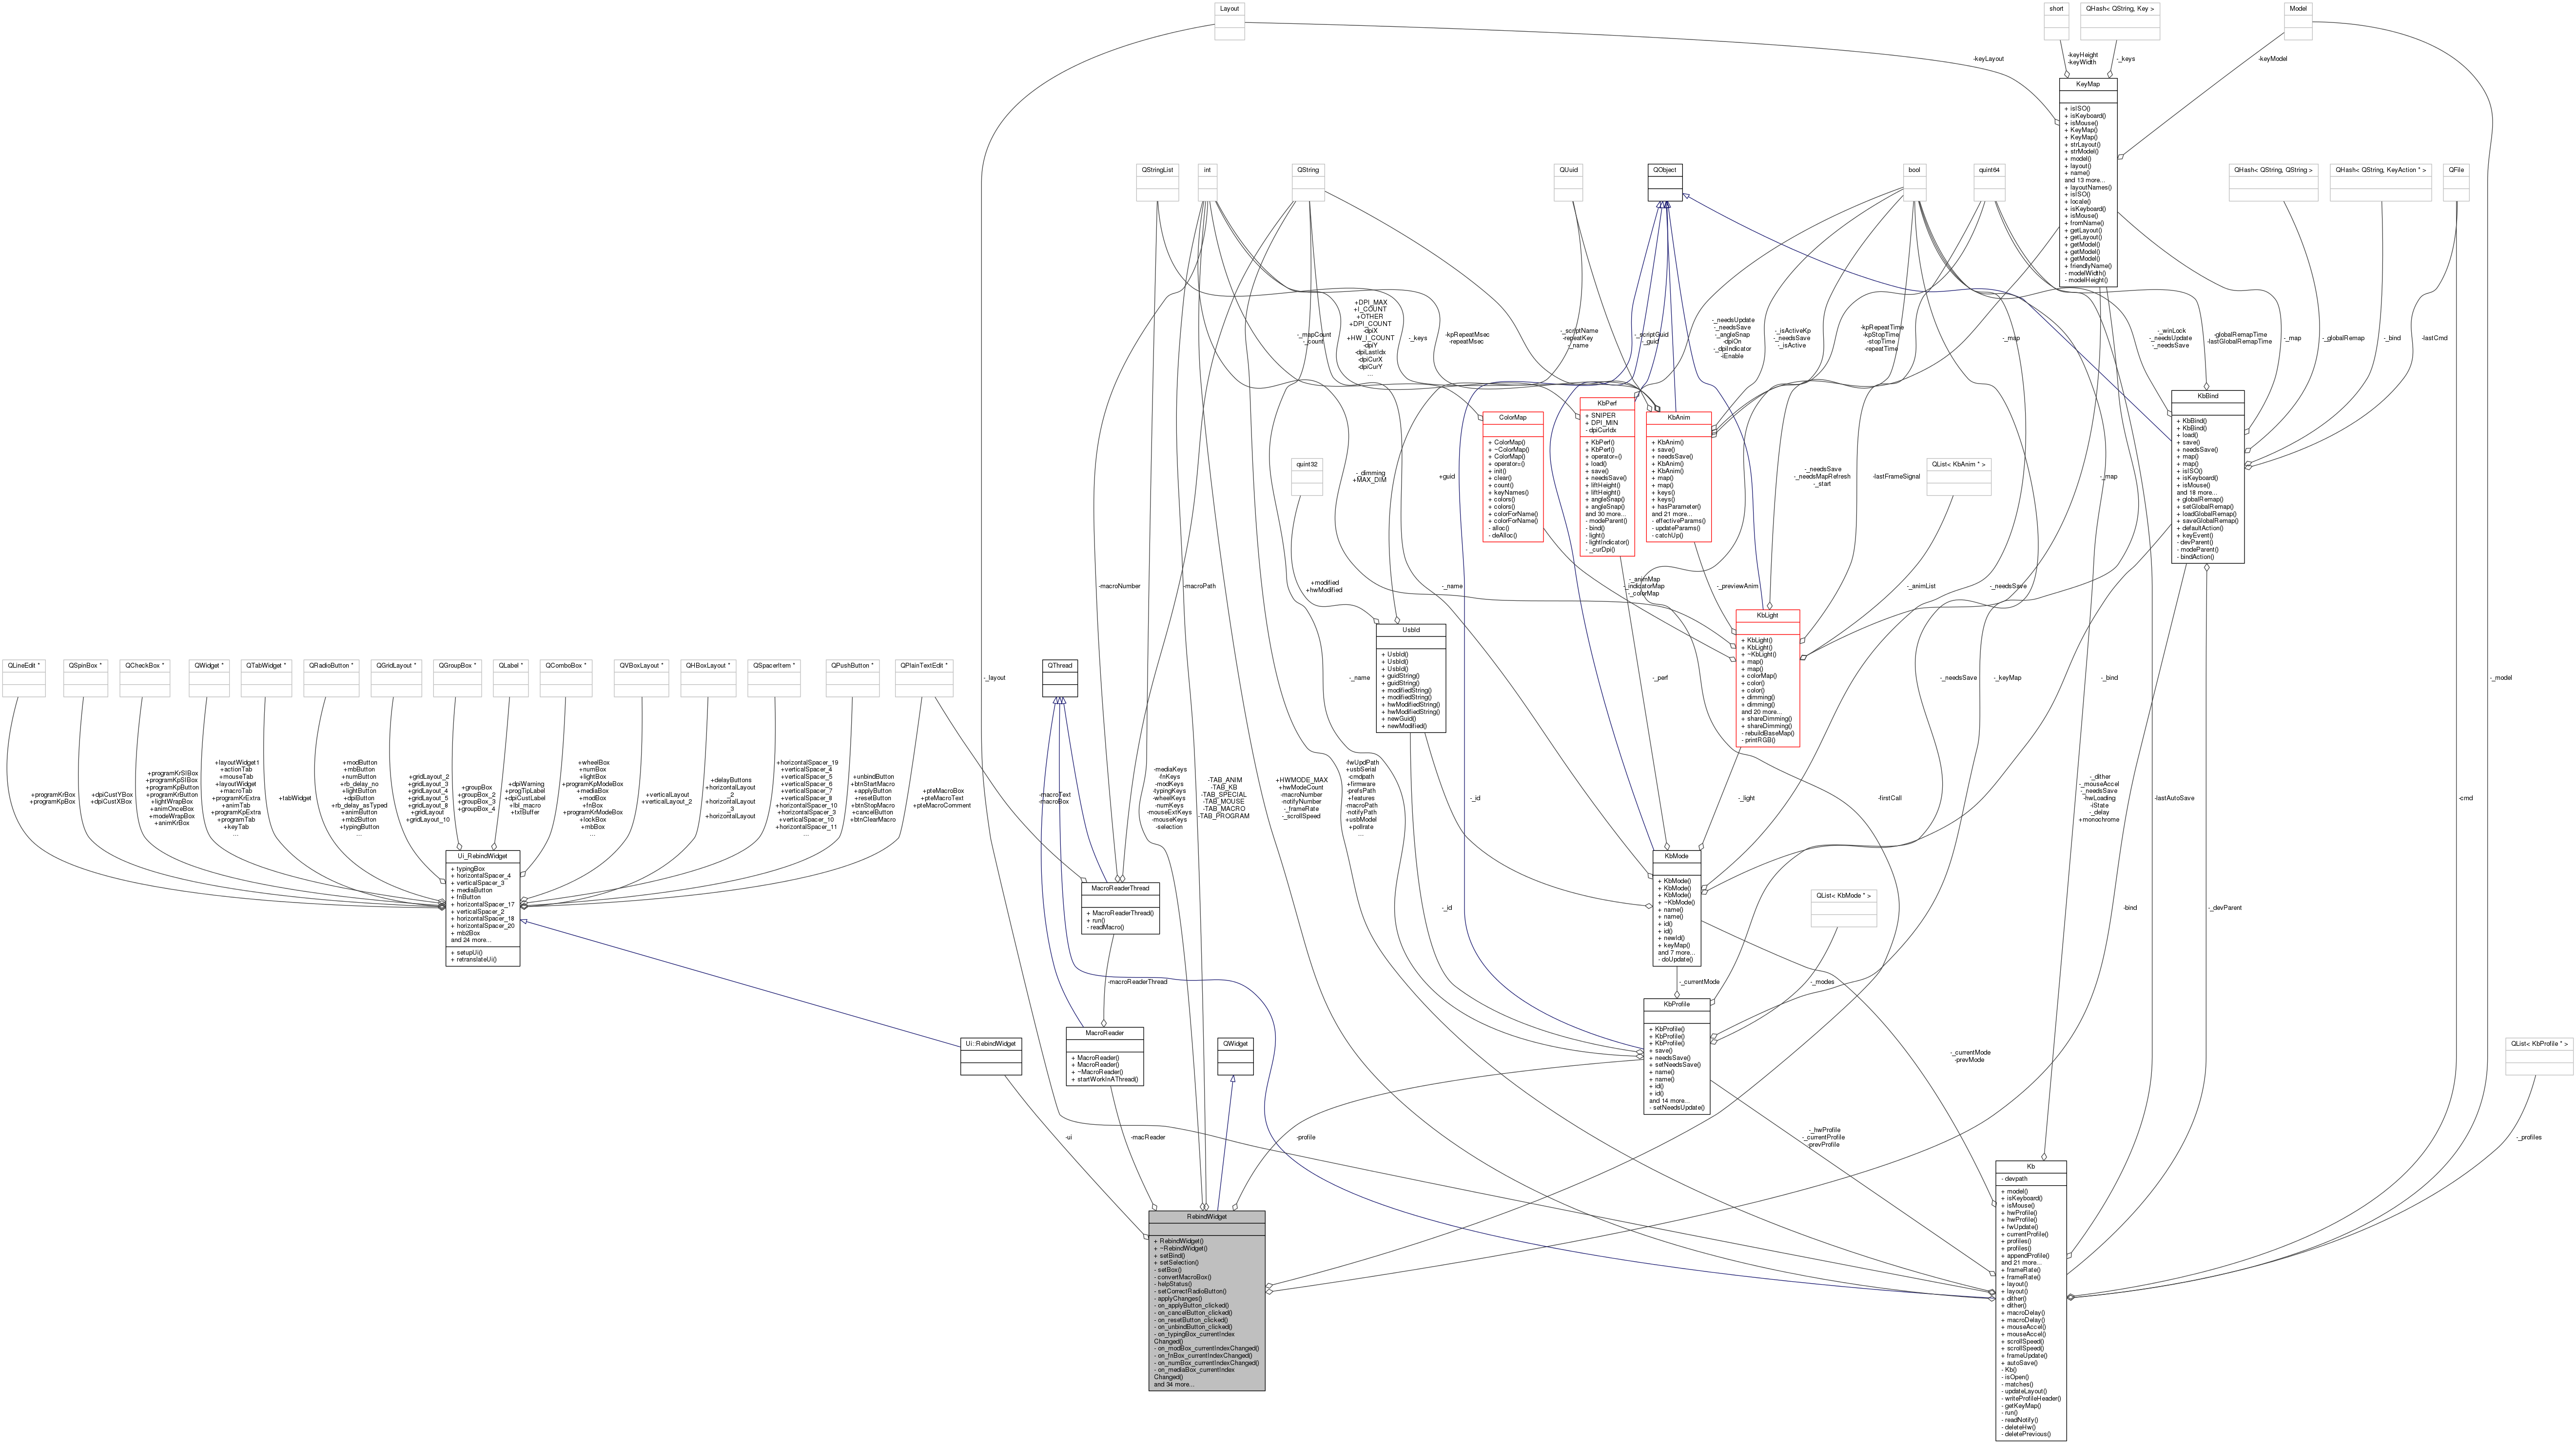 Layout
short
QHash< QString, Key >
Model
-keyLayout
-keyHeight
-keyWidth
-_keys
-keyModel
KeyMap
+ isISO()
+ isKeyboard()
+ isMouse()
+ KeyMap()
+ KeyMap()
+ strLayout()
+ strModel()
+ model()
+ layout()
+ name()
and 13 more...
+ layoutNames()
+ isISO()
+ locale()
+ isKeyboard()
+ isMouse()
+ fromName()
+ getLayout()
+ getLayout()
+ getModel()
+ getModel()
+ getModel()
+ friendlyName()
- modelWidth()
- modelHeight()
QStringList
int
QString
QUuid
QObject
bool
quint64
QHash< QString, QString >
QHash< QString, KeyAction * >
QFile
-_mapCount
-_count
+DPI_MAX
+I_COUNT
+OTHER
+DPI_COUNT
-dpiX
+HW_I_COUNT
-dpiY
-dpiLastIdx
-dpiCurX
-dpiCurY
...
-_keys
-kpRepeatMsec
-repeatMsec
-_scriptName
-repeatKey
-_name
-_scriptGuid
-_guid
-_needsUpdate
-_needsSave
-_angleSnap
-dpiOn
-_dpiIndicator
-iEnable
-_isActiveKp
-_needsSave
-_isActive
-kpRepeatTime
-kpStopTime
-stopTime
-repeatTime
-_map
-_winLock
-_needsUpdate
-_needsSave
-globalRemapTime
-lastGlobalRemapTime
-_map
-_globalRemap
-_bind
-lastCmd
ColorMap
+ ColorMap()
+ ~ColorMap()
+ ColorMap()
+ operator=()
+ init()
+ clear()
+ count()
+ keyNames()
+ colors()
+ colors()
+ colorForName()
+ colorForName()
- alloc()
- deAlloc()
KbPerf
+ SNIPER
+ DPI_MIN
- dpiCurIdx
+ KbPerf()
+ KbPerf()
+ operator=()
+ load()
+ save()
+ needsSave()
+ liftHeight()
+ liftHeight()
+ angleSnap()
+ angleSnap()
and 30 more...
- modeParent()
- bind()
- light()
- lightIndicator()
- _curDpi()
KbAnim
+ KbAnim()
+ save()
+ needsSave()
+ KbAnim()
+ KbAnim()
+ map()
+ map()
+ keys()
+ keys()
+ hasParameter()
and 21 more...
- effectiveParams()
- updateParams()
- catchUp()
KbBind
+ KbBind()
+ KbBind()
+ load()
+ save()
+ needsSave()
+ map()
+ map()
+ isISO()
+ isKeyboard()
+ isMouse()
and 18 more...
+ globalRemap()
+ setGlobalRemap()
+ loadGlobalRemap()
+ saveGlobalRemap()
+ defaultAction()
+ keyEvent()
- devParent()
- modeParent()
- bindAction()
quint32
-_dimming
+MAX_DIM
+guid
-_needsSave
-_needsMapRefresh
-_start
-lastFrameSignal
QList< KbAnim * >
-_map
-macroNumber
-macroPath
+modified
+hwModified
-_name
-_animMap
-_indicatorMap
-_colorMap
-_previewAnim
-_animList
-_needsSave
UsbId
+ UsbId()
+ UsbId()
+ UsbId()
+ guidString()
+ guidString()
+ modifiedString()
+ modifiedString()
+ hwModifiedString()
+ hwModifiedString()
+ newGuid()
+ newModified()
KbLight
+ KbLight()
+ KbLight()
+ ~KbLight()
+ map()
+ map()
+ colorMap()
+ color()
+ color()
+ dimming()
+ dimming()
and 20 more...
+ shareDimming()
+ shareDimming()
- rebuildBaseMap()
- printRGB()
QLineEdit *
QSpinBox *
QCheckBox *
QWidget *
QTabWidget *
QRadioButton *
QGridLayout *
QGroupBox *
QLabel *
QComboBox *
QVBoxLayout *
QHBoxLayout *
QSpacerItem *
QPushButton *
QPlainTextEdit *
QThread
-_layout
-_name
-_perf
-_needsSave
-_keyMap
-_bind
-_model
+programKrBox
+programKpBox
+dpiCustYBox
+dpiCustXBox
+programKrSIBox
+programKpSIBox
+programKpButton
+programKrButton
+lightWrapBox
+animOnceBox
+modeWrapBox
+animKrBox
+layoutWidget1
+actionTab
+mouseTab
+layoutWidget
+macroTab
+programKrExtra
+animTab
+programKpExtra
+programTab
+keyTab
...
+tabWidget
+modButton
+mbButton
+numButton
+rb_delay_no
+lightButton
+dpiButton
+rb_delay_asTyped
+animButton
+mb2Button
+typingButton
...
+gridLayout_2
+gridLayout_3
+gridLayout_4
+gridLayout_5
+gridLayout_8
+gridLayout
+gridLayout_10
+groupBox
+groupBox_2
+groupBox_3
+groupBox_4
+dpiWarning
+progTipLabel
+dpiCustLabel
+lbl_macro
+txlBuffer
+wheelBox
+numBox
+lightBox
+programKpModeBox
+mediaBox
+modBox
+fnBox
+programKrModeBox
+lockBox
+mbBox
...
+verticalLayout
+verticalLayout_2
+delayButtons
+horizontalLayout
_2
+horizontalLayout
_3
+horizontalLayout
+horizontalSpacer_19
+verticalSpacer_4
+verticalSpacer_5
+verticalSpacer_6
+verticalSpacer_7
+verticalSpacer_8
+horizontalSpacer_10
+horizontalSpacer_3
+verticalSpacer_10
+horizontalSpacer_11
...
+unbindButton
+btnStartMacro
+applyButton
+resetButton
+btnStopMacro
+cancelButton
+btnClearMacro
+pteMacroBox
+pteMacroText
+pteMacroComment
-macroText
-macroBox
-mediaKeys
-fnKeys
-modKeys
-typingKeys
-wheelKeys
-numKeys
-mouseExtKeys
-mouseKeys
-selection
-TAB_ANIM
-TAB_KB
-TAB_SPECIAL
-TAB_MOUSE
-TAB_MACRO
-TAB_PROGRAM
+HWMODE_MAX
+hwModeCount
-macroNumber
-notifyNumber
-_frameRate
-_scrollSpeed
-fwUpdPath
+usbSerial
-cmdpath
+firmware
-prefsPath
+features
-macroPath
-notifyPath
+usbModel
+pollrate
...
-_id
-_light
-firstCall
-_dither
-_mouseAccel
-_needsSave
-hwLoading
-iState
-_delay
+monochrome
-lastAutoSave
-cmd
Ui_RebindWidget
+ typingBox
+ horizontalSpacer_4
+ verticalSpacer_3
+ mediaButton
+ fnButton
+ horizontalSpacer_17
+ verticalSpacer_2
+ horizontalSpacer_18
+ horizontalSpacer_20
+ mb2Box
and 24 more...
+ setupUi()
+ retranslateUi()
MacroReaderThread
+ MacroReaderThread()
+ run()
- readMacro()
KbMode
+ KbMode()
+ KbMode()
+ KbMode()
+ ~KbMode()
+ name()
+ name()
+ id()
+ id()
+ newId()
+ keyMap()
and 7 more...
- doUpdate()
QList< KbMode * >
-_id
-bind
-_devParent
-macroReaderThread
-_currentMode
-_modes
KbProfile
+ KbProfile()
+ KbProfile()
+ KbProfile()
+ save()
+ needsSave()
+ setNeedsSave()
+ name()
+ name()
+ id()
+ id()
and 14 more...
- setNeedsUpdate()
MacroReader
+ MacroReader()
+ MacroReader()
+ ~MacroReader()
+ startWorkInAThread()
Ui::RebindWidget
QWidget
-_currentMode
-prevMode
QList< KbProfile * >
-ui
-macReader
-profile
-_hwProfile
-_currentProfile
-prevProfile
-_profiles
RebindWidget
+ RebindWidget()
+ ~RebindWidget()
+ setBind()
+ setSelection()
- setBox()
- convertMacroBox()
- helpStatus()
- setCorrectRadioButton()
- applyChanges()
- on_applyButton_clicked()
- on_cancelButton_clicked()
- on_resetButton_clicked()
- on_unbindButton_clicked()
- on_typingBox_currentIndex
Changed()
- on_modBox_currentIndexChanged()
- on_fnBox_currentIndexChanged()
- on_numBox_currentIndexChanged()
- on_mediaBox_currentIndex
Changed()
and 34 more...
Kb
- devpath
+ model()
+ isKeyboard()
+ isMouse()
+ hwProfile()
+ hwProfile()
+ fwUpdate()
+ currentProfile()
+ profiles()
+ profiles()
+ appendProfile()
and 21 more...
+ frameRate()
+ frameRate()
+ layout()
+ layout()
+ dither()
+ dither()
+ macroDelay()
+ macroDelay()
+ mouseAccel()
+ mouseAccel()
+ scrollSpeed()
+ scrollSpeed()
+ frameUpdate()
+ autoSave()
- Kb()
- isOpen()
- matches()
- updateLayout()
- writeProfileHeader()
- getKeyMap()
- run()
- readNotify()
- deleteHw()
- deletePrevious()